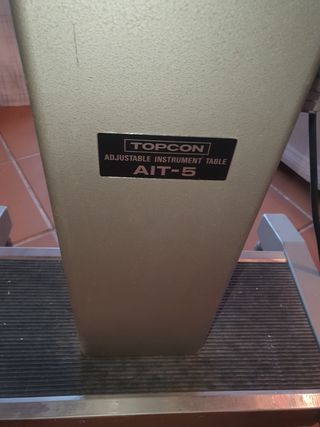 TOPCON
ADJUSTABLE INSTRUMENT TABLE
AIT-5